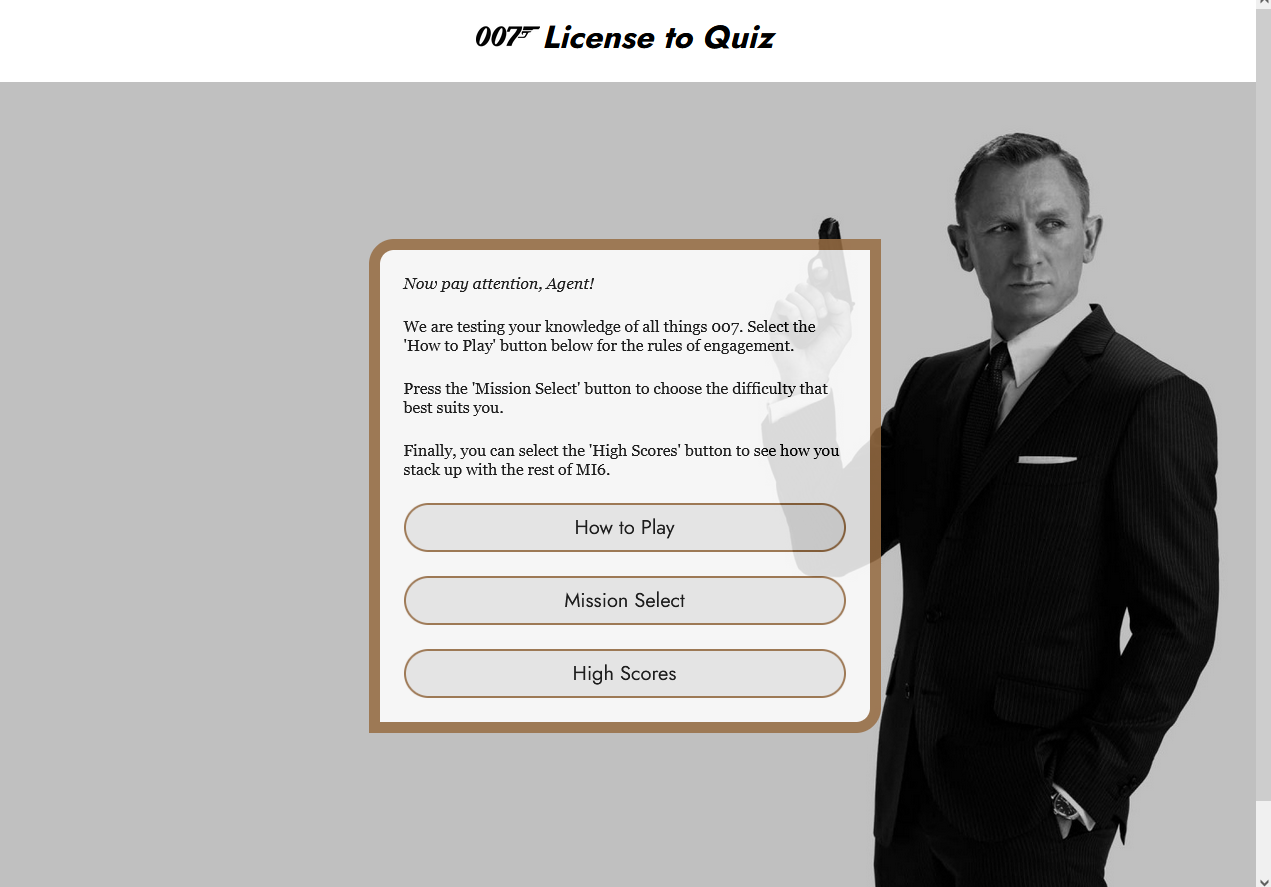 007 License to Quiz
Now pay attention, Agent!
We are testing your knowledge of all things 007. Select the
'How to Play' button below for the rules of engagement.
Press the 'Mission Select' button to choose the difficulty that
best suits you.
Finally, you can select the 'High Scores' button to see how you
stack up with the rest of MI6.
How to Play
Mission Select
High Scores